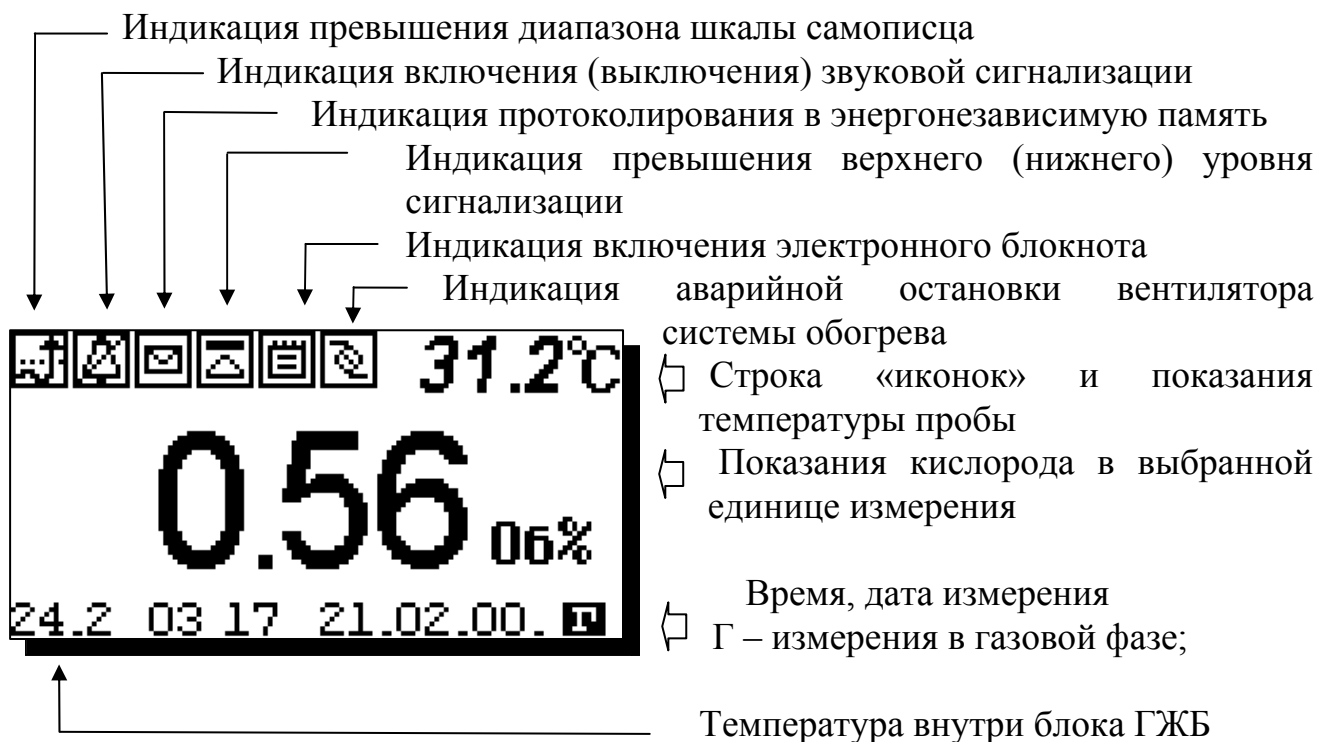 Индикация превышения диапазона шкалы самописца
Индикация включения (выключения) звуковой сигнализации
Индикация протоколирования в энергонезависимую память
Индикация превышения верхнего (нижнего) уровня
сигнализации
Индикация включения электронного блокнота
Индикация аварийной остановки вентилятора
системы обогрева
31.2°C
Строка «иконок» и показания
температуры пробы
Показания кислорода в выбранной
единице измерения
0.56 Об%
Время, дата измерения
24.2 03 17 21.02.00. Г
Г – измерения в газовой фазе;
Температура внутри блока ГЖБ